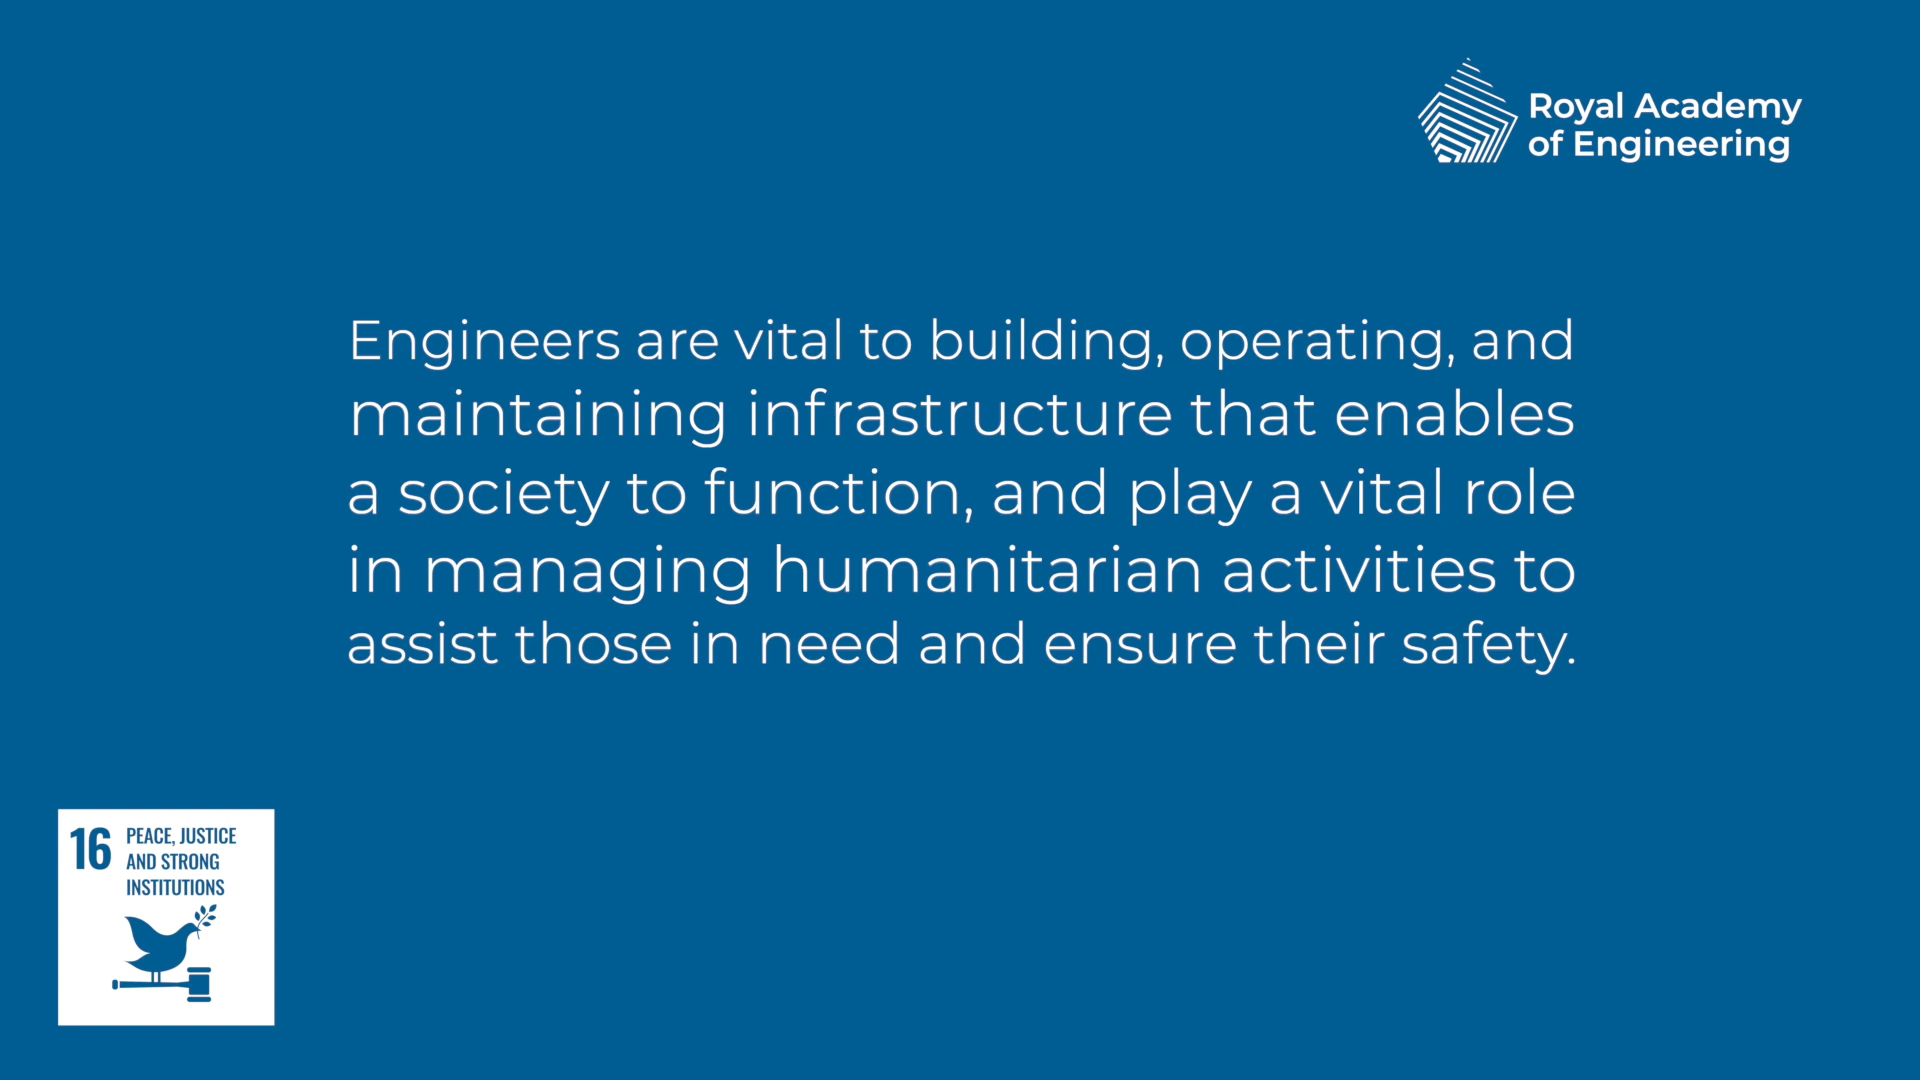 Royal Academy
of Engineering
Engineers are vital to building, operating, and
maintaining infrastructure that enables
a society to function, and play a vital role
in managing humanitarian activities to
assist those in need and ensure their safety.
16 PEACE, JUSTICE
AND STRONG
INSTITUTIONS